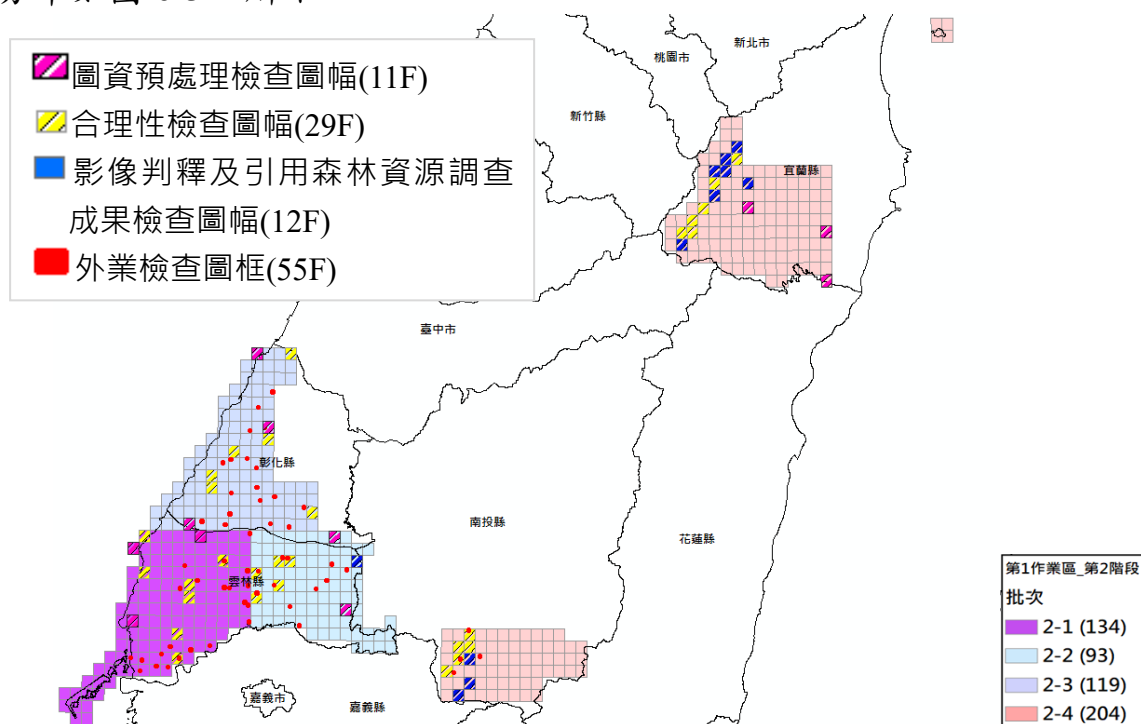 圖資預處理檢查圖幅(11F)
合理性檢查圖幅(29F)
影像判釋及引用森林資源調查
成果檢查圖幅(12F)
外業檢查圖框(55F)
新北市
桃園市
新竹縣
宜蘭縣
臺中市
彰化縣
南投縣
花蓮縣
雲林縣
嘉義市
嘉義縣
第1作業區_第2階段
批次
2-1 (134)
2-2 (93)
2-3 (119)
2-4 (204)